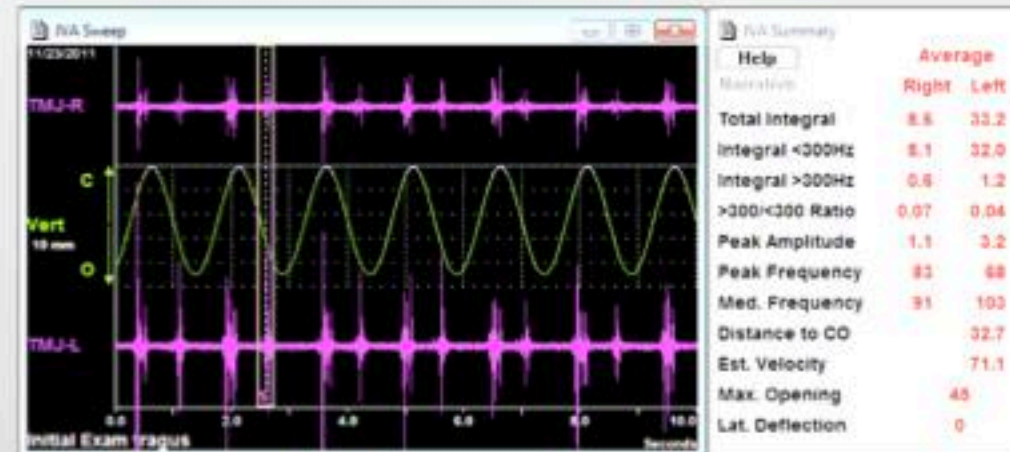 JVA Sweep
11/23/2011
TMJ-R
C
Vert
10 mm
O
TMJ-L
0.0 2.0 4.0 6.0 8.0 10.0
Initial Exam tragus Seconds
JVA Summary
Help Average
Narrative Right Left
Total Integral 8.6 33.2
Integral <300Hz 8.1 32.0
Integral >300Hz 0.6 1.2
>300/<300 Ratio 0.07 0.04
Peak Amplitude 1.1 3.2
Peak Frequency 83 68
Med. Frequency 91 103
Distance to CO 32.7
Est. Velocity 71.1
Max. Opening 45
Lat. Deflection 0